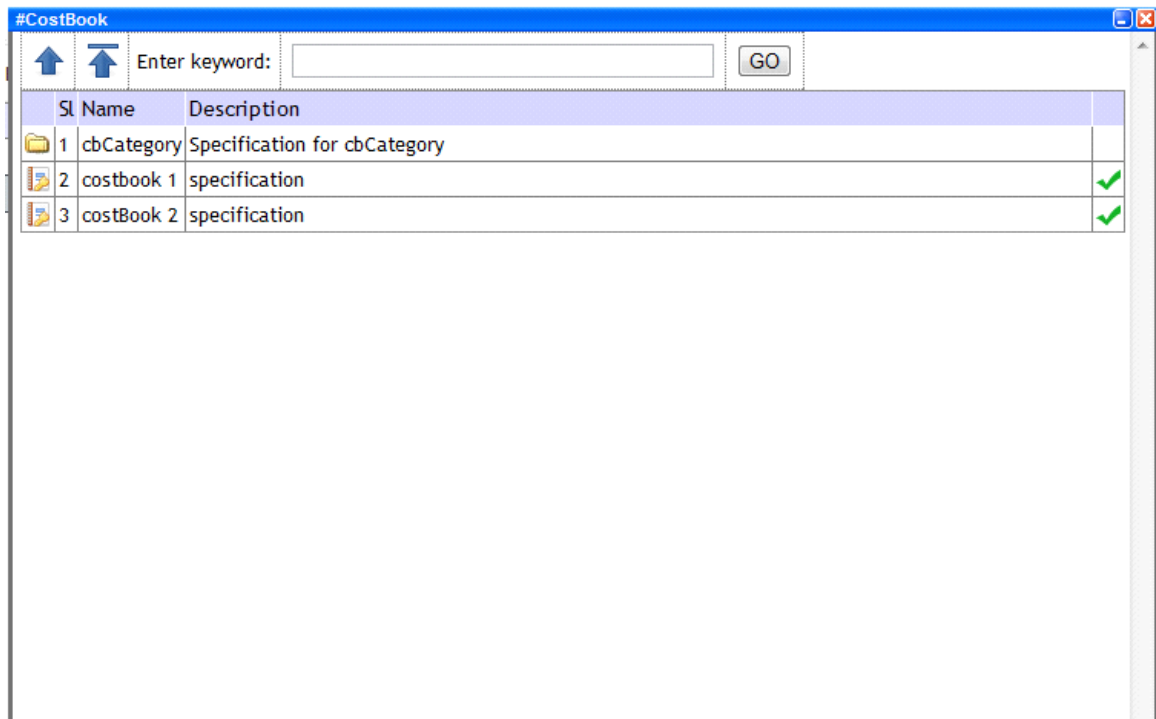 #CostBook
Enter keyword: GO
Sl Name Description
1 cbCategory Specification for cbCategory
2 costbook 1 specification
3 costBook 2 specification